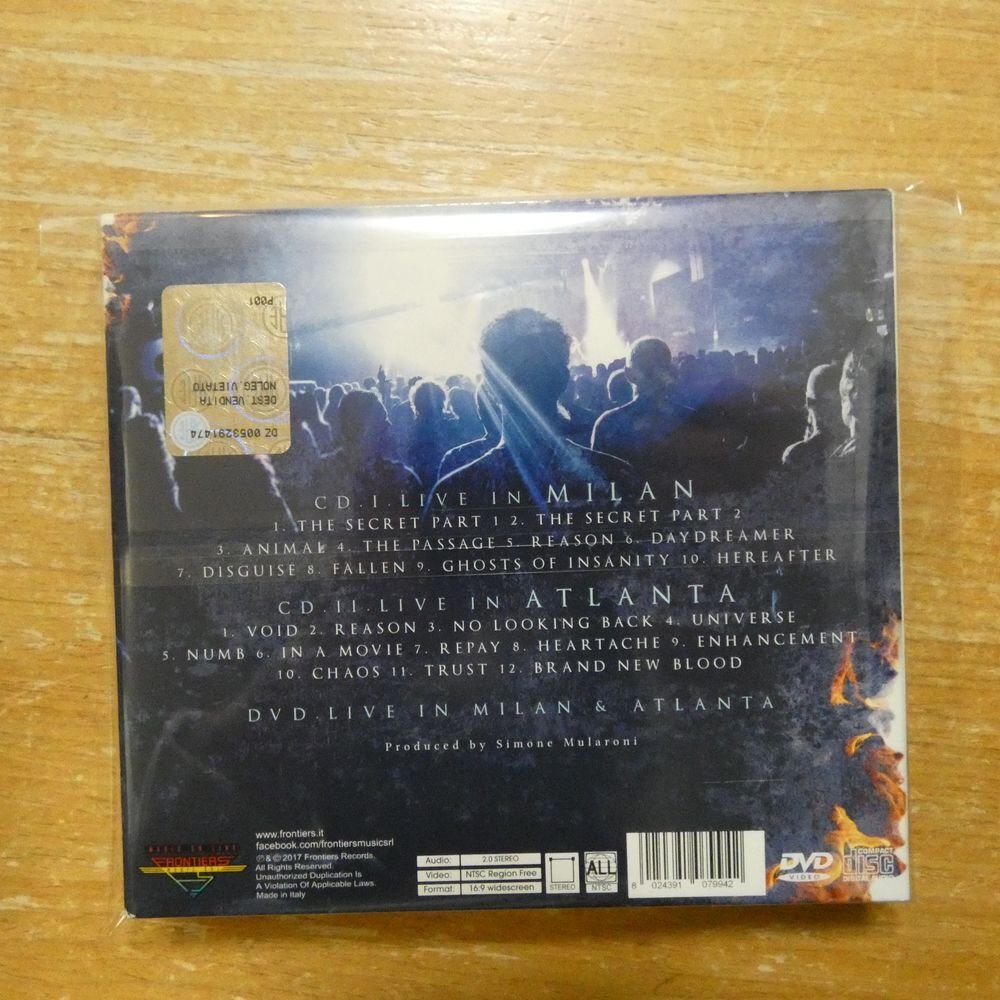 P001
DEST. VENDITA
NOLEG. VIETATO
DZ 0053291474
CD.I.LIVE IN MILAN
1. THE SECRET PART 1 2. THE SECRET PART 2
3. ANIMAL 4. THE PASSAGE 5. REASON 6. DAYDREAMER
7. DISGUISE 8. FALLEN 9. GHOSTS OF INSANITY 10. HEREAFTER
CD.II.LIVE IN ATLANTA
1. VOID 2. REASON 3. NO LOOKING BACK 4. UNIVERSE
5. NUMB 6. IN A MOVIE 7. REPAY 8. HEARTACHE 9. ENHANCEMENT
10. CHAOS 11. TRUST 12. BRAND NEW BLOOD
DVD.LIVE IN MILAN & ATLANTA
Produced by Simone Mularoni
FRONTIERS
www.frontiers.it
facebook.com/frontiersmusicsrl
℗ & © 2017 Frontiers Records.
All Rights Reserved.
Unauthorized Duplication Is
A Violation Of Applicable Laws.
Made in Italy
Audio: 2.0 STEREO
Video: NTSC Region Free
Format: 16:9 widescreen
STEREO
ALL
NTSC
8 024391 079942
DVD
VIDEO
COMPACT
disc
DIGITAL AUDIO